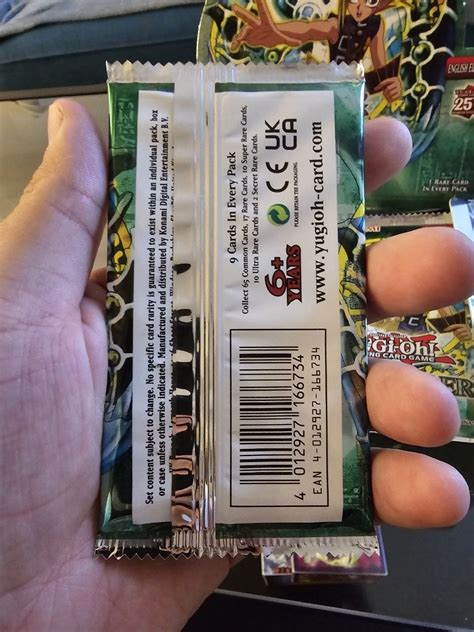 Set content subject to change. No specific card rarity is guaranteed to exist within an individual pack, box
or case unless otherwise indicated. Manufactured and distributed by Konami Digital Entertainment B.V.
9 Cards In Every Pack
Collect 65 Common Cards, 17 Rare Cards, 10 Super Rare Cards,
10 Ultra Rare Cards and 2 Secret Rare Cards.
CE UK
CA
PLEASE RETAIN THE PACKAGING
6+
YEARS
www.yugioh-card.com
4 012927 166734
EAN 4-012927-166734
ENGLISH
25
1 RARE CARD
IN EVERY PACK
Gi-Oh!
CARD GAME